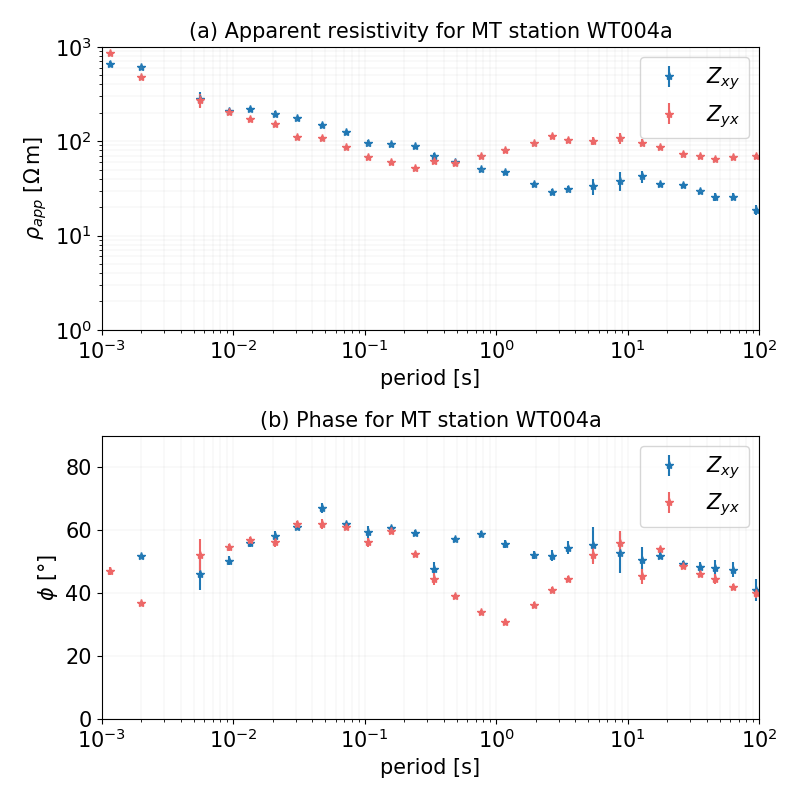 (a) Apparent resistivity for MT station WT004a
10³
10²
10¹
10⁰
ρ_app [Ω m]
Z_xy
Z_yx
10⁻³ 10⁻² 10⁻¹ 10⁰ 10¹ 10²
period [s]
(b) Phase for MT station WT004a
80
60
40
20
0
ϕ [°]
Z_xy
Z_yx
10⁻³ 10⁻² 10⁻¹ 10⁰ 10¹ 10²
period [s]